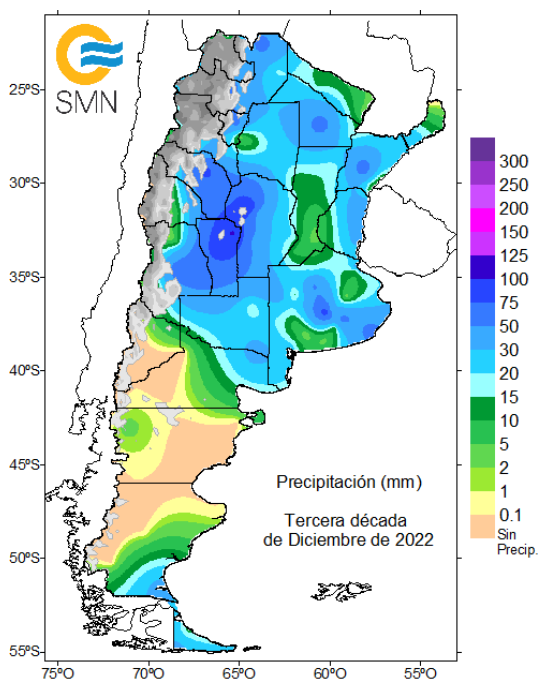 SMN
25ºS
30ºS
35ºS
40ºS
45ºS
50ºS
55ºS
75ºO
70ºO
65ºO
60ºO
55ºO
Precipitación (mm)
Tercera década
de Diciembre de 2022
300
250
200
150
125
100
75
50
30
20
15
10
5
2
1
0.1
Sin
Precip.